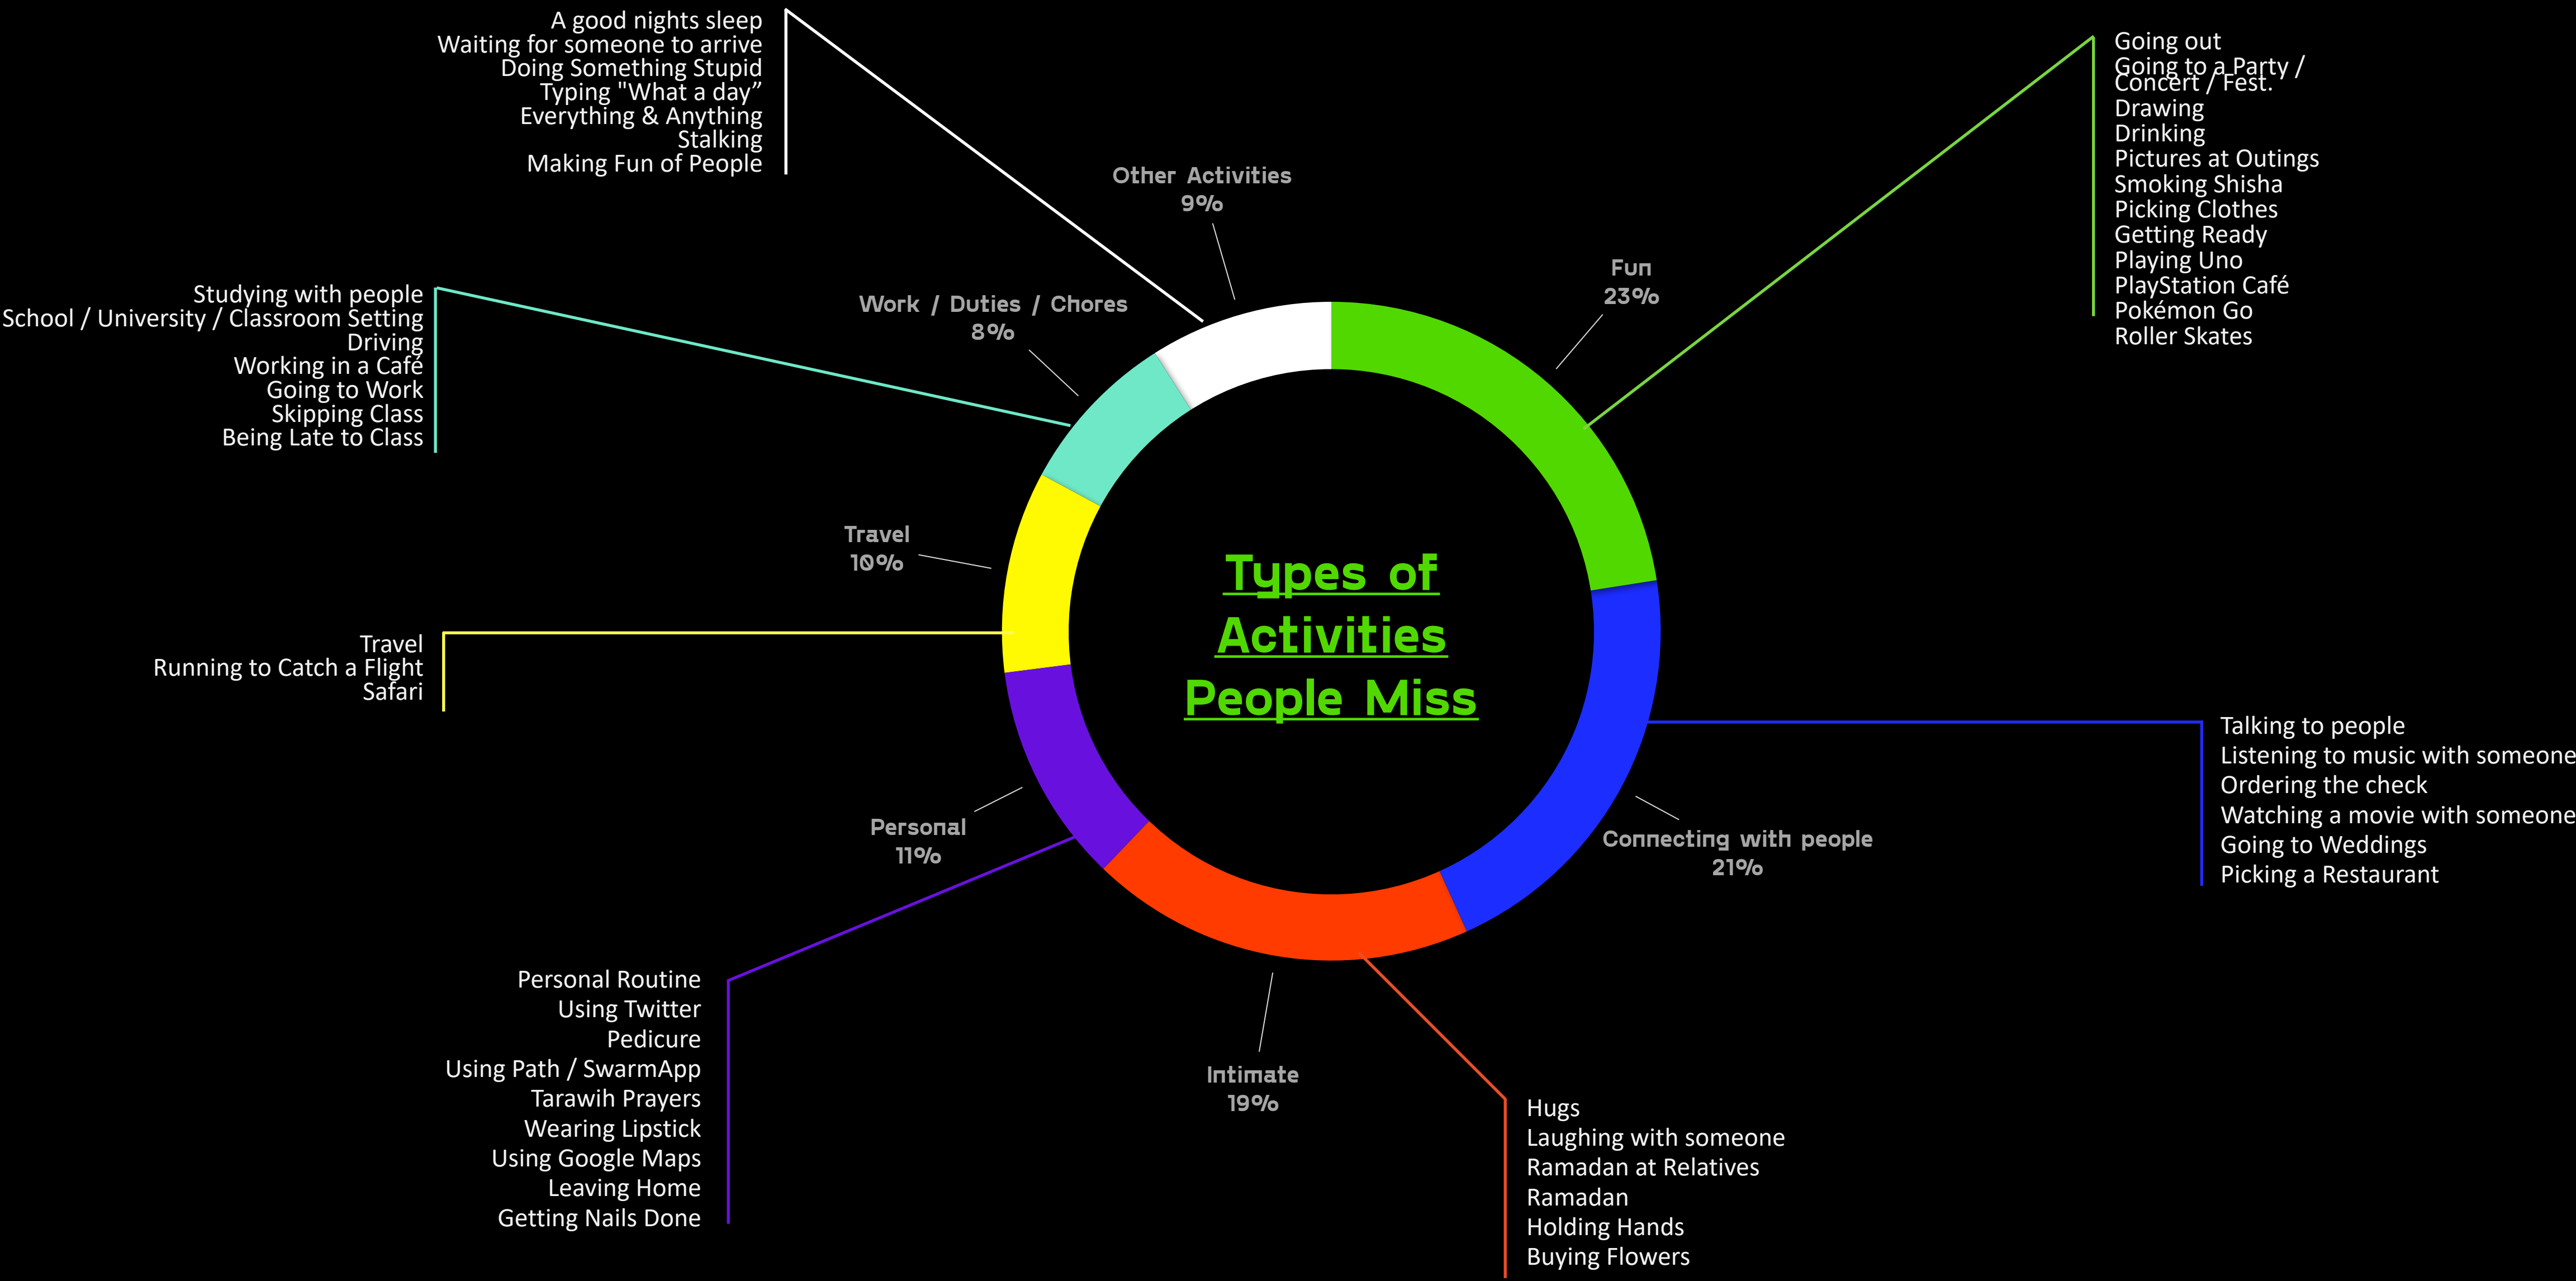 A good nights sleep
Waiting for someone to arrive
Doing Something Stupid
Typing "What a day”
Everything & Anything
Stalking
Making Fun of People
Going out
Going to a Party /
Concert / Fest.
Drawing
Drinking
Pictures at Outings
Smoking Shisha
Picking Clothes
Getting Ready
Playing Uno
PlayStation Café
Pokémon Go
Roller Skates
Other Activities
9%
Fun
23%
Work / Duties / Chores
8%
Studying with people
School / University / Classroom Setting
Driving
Working in a Café
Going to Work
Skipping Class
Being Late to Class
Travel
10%
Types of
Activities
People Miss
Travel
Running to Catch a Flight
Safari
Talking to people
Listening to music with someone
Ordering the check
Watching a movie with someone
Going to Weddings
Picking a Restaurant
Personal
11%
Connecting with people
21%
Personal Routine
Using Twitter
Pedicure
Using Path / SwarmApp
Tarawih Prayers
Wearing Lipstick
Using Google Maps
Leaving Home
Getting Nails Done
Intimate
19%
Hugs
Laughing with someone
Ramadan at Relatives
Ramadan
Holding Hands
Buying Flowers